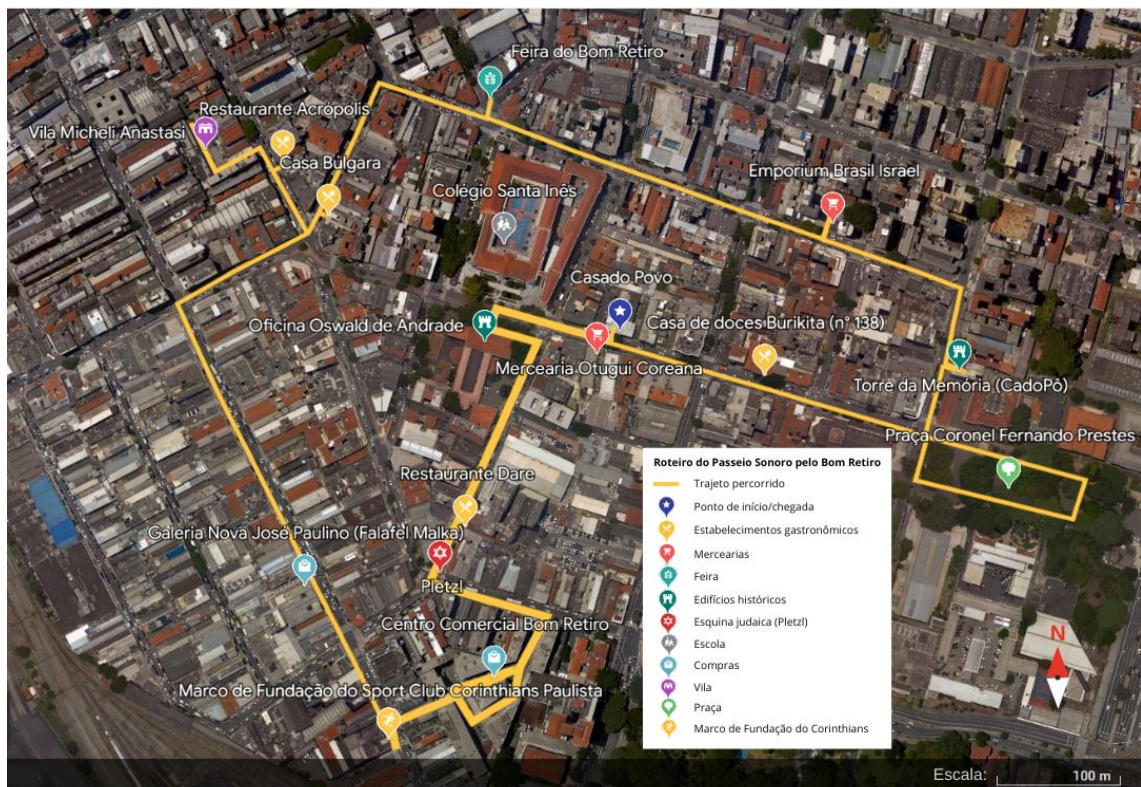 Feira do Bom Retiro
Restaurante Acrópolis
Vila Micheli Anastasi
Casa Búlgara
Emporium Brasil Israel
Colégio Santa Inês
Casado Povo
Oficina Oswald de Andrade
Casa de doces Burikita (n° 138)
Mercearia Otugui Coreana
Torre da Memória (CadoPô)
Praça Coronel Fernando Prestes
Restaurante Dare
Galeria Nova José Paulino (Falafel Malka)
Pletzl
Centro Comercial Bom Retiro
Marco de Fundação do Sport Club Corinthians Paulista
Roteiro do Passeio Sonoro pelo Bom Retiro
Trajeto percorrido
Ponto de início/chegada
Estabelecimentos gastronômicos
Mercearias
Feira
Edifícios históricos
Esquina judaica (Pletzl)
Escola
Compras
Vila
Praça
Marco de Fundação do Corinthians
N
Escala: 100 m